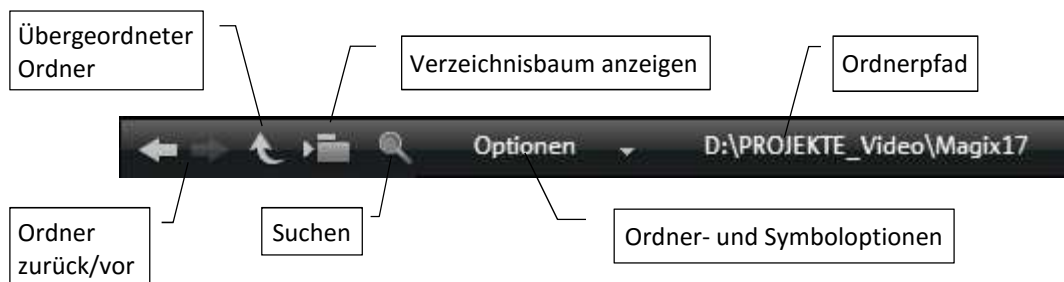 Übergeordneter
Ordner
Verzeichnisbaum anzeigen
Ordnerpfad
Optionen
D:\PROJEKTE_Video\Magix17
Ordner
zurück/vor
Suchen
Ordner- und Symboloptionen